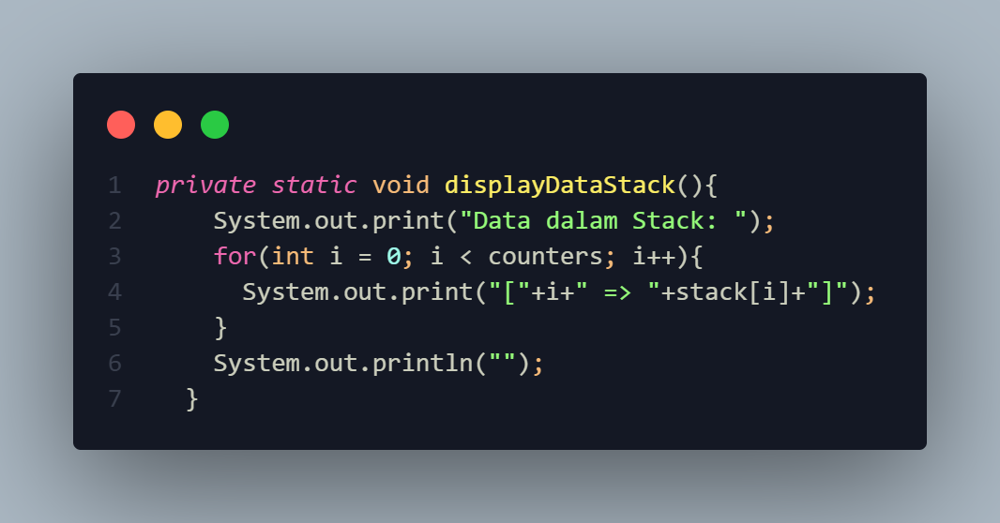 1 private static void displayDataStack(){
2     System.out.print("Data dalam Stack: ");
3     for(int i = 0; i < counters; i++){
4       System.out.print("["+i+" => "+stack[i]+"]");
5     }
6     System.out.println("");
7   }